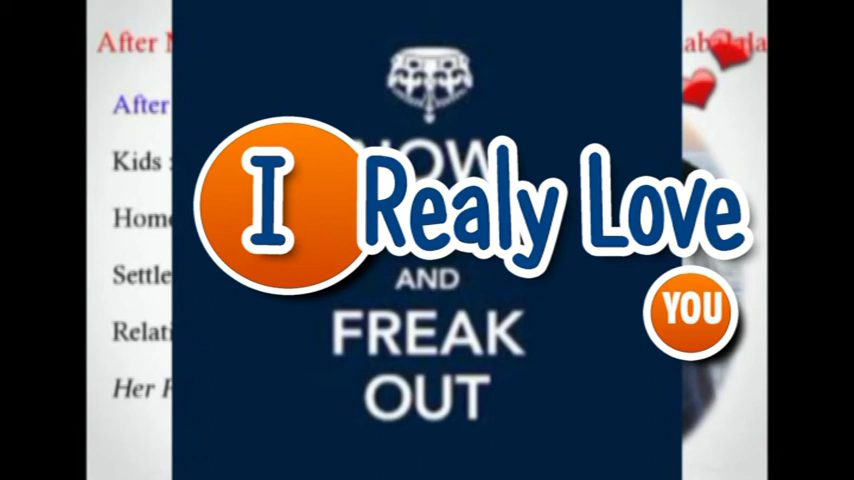 After
After
Kids :
NOW
I Realy Love
Home
YOU
Settle
AND
FREAK
Relati
OUT
Her